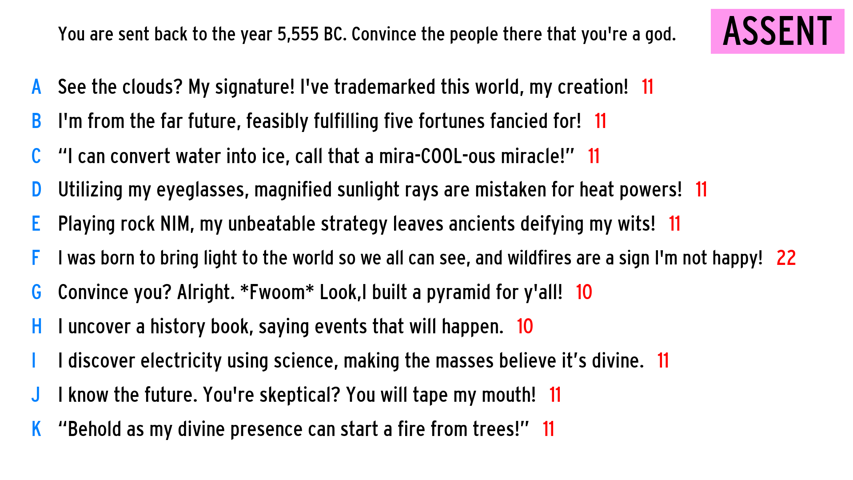 You are sent back to the year 5,555 BC. Convince the people there that you're a god.
ASSENT
A See the clouds? My signature! I've trademarked this world, my creation! 11
B I'm from the far future, feasibly fulfilling five fortunes fancied for! 11
C “I can convert water into ice, call that a mira-COOL-ous miracle!” 11
D Utilizing my eyeglasses, magnified sunlight rays are mistaken for heat powers! 11
E Playing rock NIM, my unbeatable strategy leaves ancients deifying my wits! 11
F I was born to bring light to the world so we all can see, and wildfires are a sign I'm not happy! 22
G Convince you? Alright. *Fwoom* Look,I built a pyramid for y'all! 10
H I uncover a history book, saying events that will happen. 10
I I discover electricity using science, making the masses believe it’s divine. 11
J I know the future. You're skeptical? You will tape my mouth! 11
K “Behold as my divine presence can start a fire from trees!” 11